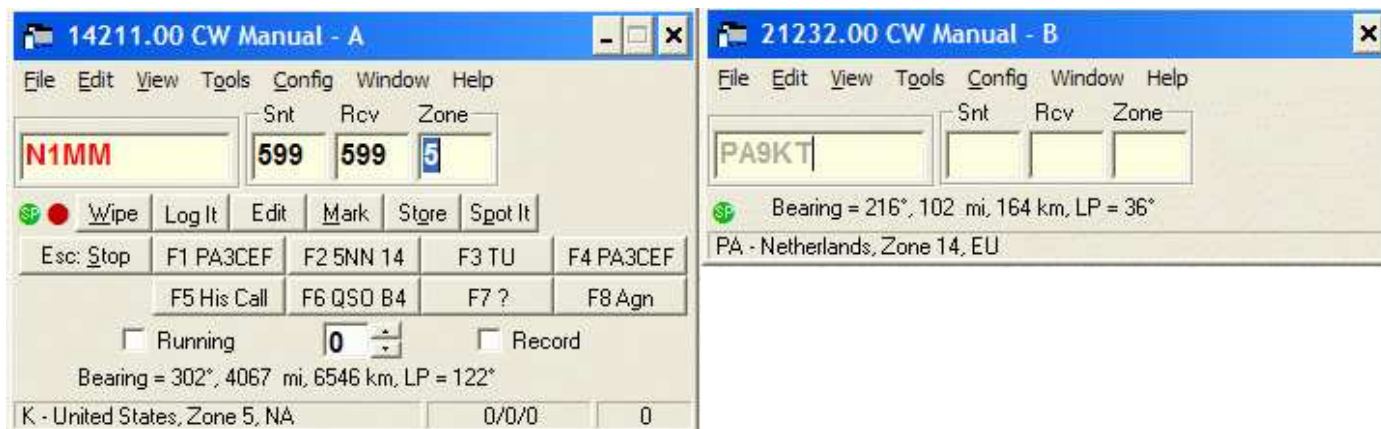 14211.00 CW Manual - A
File Edit View Tools Config Window Help
Snt Rcv Zone
N1MM 599 599 5
SP Wipe Log It Edit Mark Store Spot It
Esc: Stop F1 PA3CEF F2 5NN 14 F3 TU F4 PA3CEF
F5 His Call F6 QSO B4 F7 ? F8 Agn
Running 0 Record
Bearing = 302°, 4067 mi, 6546 km, LP = 122°
K - United States, Zone 5, NA 0/0/0 0
21232.00 CW Manual - B
File Edit View Tools Config Window Help
Snt Rcv Zone
PA9KT
SP Bearing = 216°, 102 mi, 164 km, LP = 36°
PA - Netherlands, Zone 14, EU